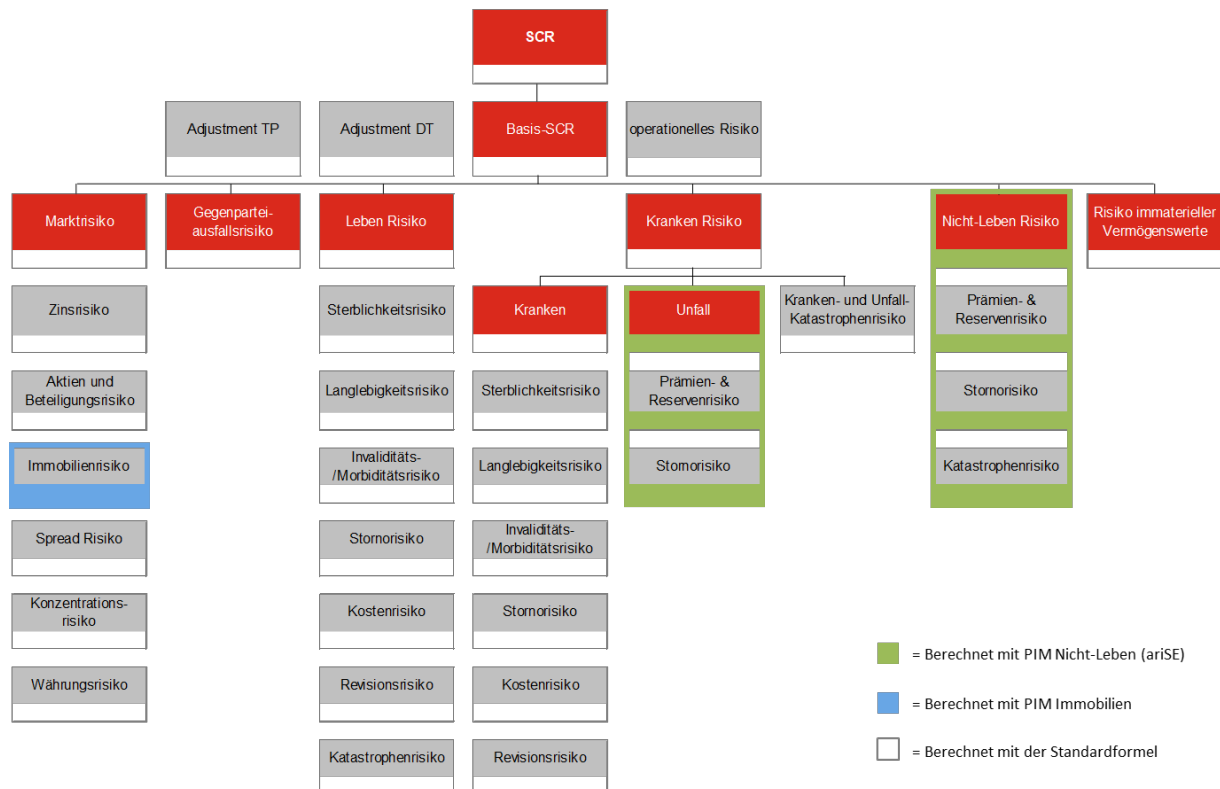 SCR
Adjustment TP
Adjustment DT
Basis-SCR
operationelles Risiko
Marktrisiko
Gegenpartei-
ausfallsrisiko
Leben Risiko
Kranken Risiko
Nicht-Leben Risiko
Risiko immaterieller
Vermögenswerte
Zinsrisiko
Sterblichkeitsrisiko
Kranken
Unfall
Kranken- und Unfall-
Katastrophenrisiko
Prämien- &
Reservenrisiko
Aktien und
Beteiligungsrisiko
Langlebigkeitsrisiko
Sterblichkeitsrisiko
Prämien- &
Reservenrisiko
Stornorisiko
Immobilienrisiko
Invaliditäts-
/Morbiditätsrisiko
Langlebigkeitsrisiko
Stornorisiko
Katastrophenrisiko
Spread Risiko
Stornorisiko
Invaliditäts-
/Morbiditätsrisiko
Konzentrations-
risiko
Kostenrisiko
Stornorisiko
Währungsrisiko
Revisionsrisiko
Kostenrisiko
Katastrophenrisiko
Revisionsrisiko
= Berechnet mit PIM Nicht-Leben (ariSE)
= Berechnet mit PIM Immobilien
= Berechnet mit der Standardformel